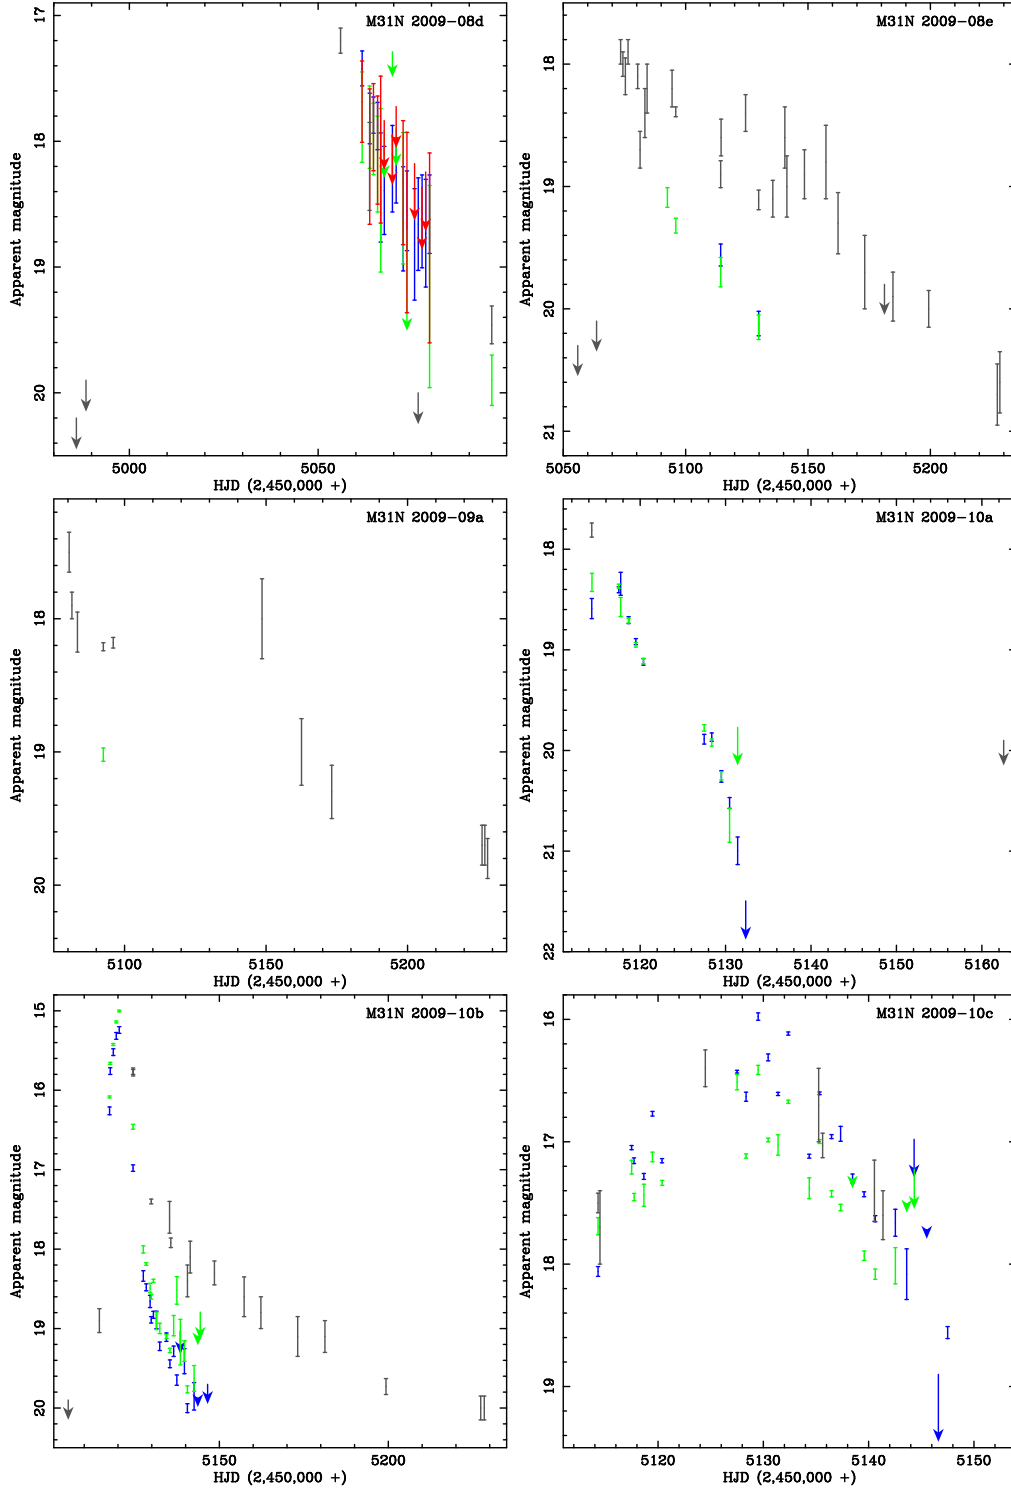 M31N 2009-08d
17
18
19
20
Apparent magnitude
5000
5050
HJD (2,450,000 +)
M31N 2009-08e
18
19
20
21
Apparent magnitude
5050
5100
5150
5200
HJD (2,450,000 +)
M31N 2009-09a
18
19
20
Apparent magnitude
5100
5150
5200
HJD (2,450,000 +)
M31N 2009-10a
18
19
20
21
22
Apparent magnitude
5120
5130
5140
5150
5160
HJD (2,450,000 +)
M31N 2009-10b
15
16
17
18
19
20
Apparent magnitude
5150
5200
HJD (2,450,000 +)
M31N 2009-10c
16
17
18
19
Apparent magnitude
5120
5130
5140
5150
HJD (2,450,000 +)